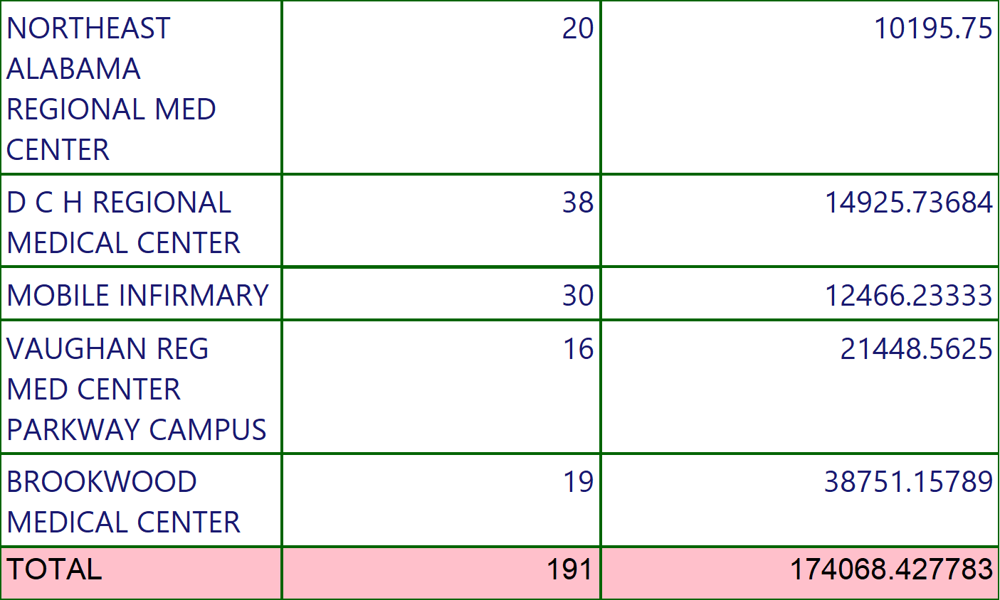 NORTHEAST 20 10195.75
ALABAMA
REGIONAL MED
CENTER
D C H REGIONAL 38 14925.73684
MEDICAL CENTER
MOBILE INFIRMARY 30 12466.23333
VAUGHAN REG 16 21448.5625
MED CENTER
PARKWAY CAMPUS
BROOKWOOD 19 38751.15789
MEDICAL CENTER
TOTAL 191 174068.427783